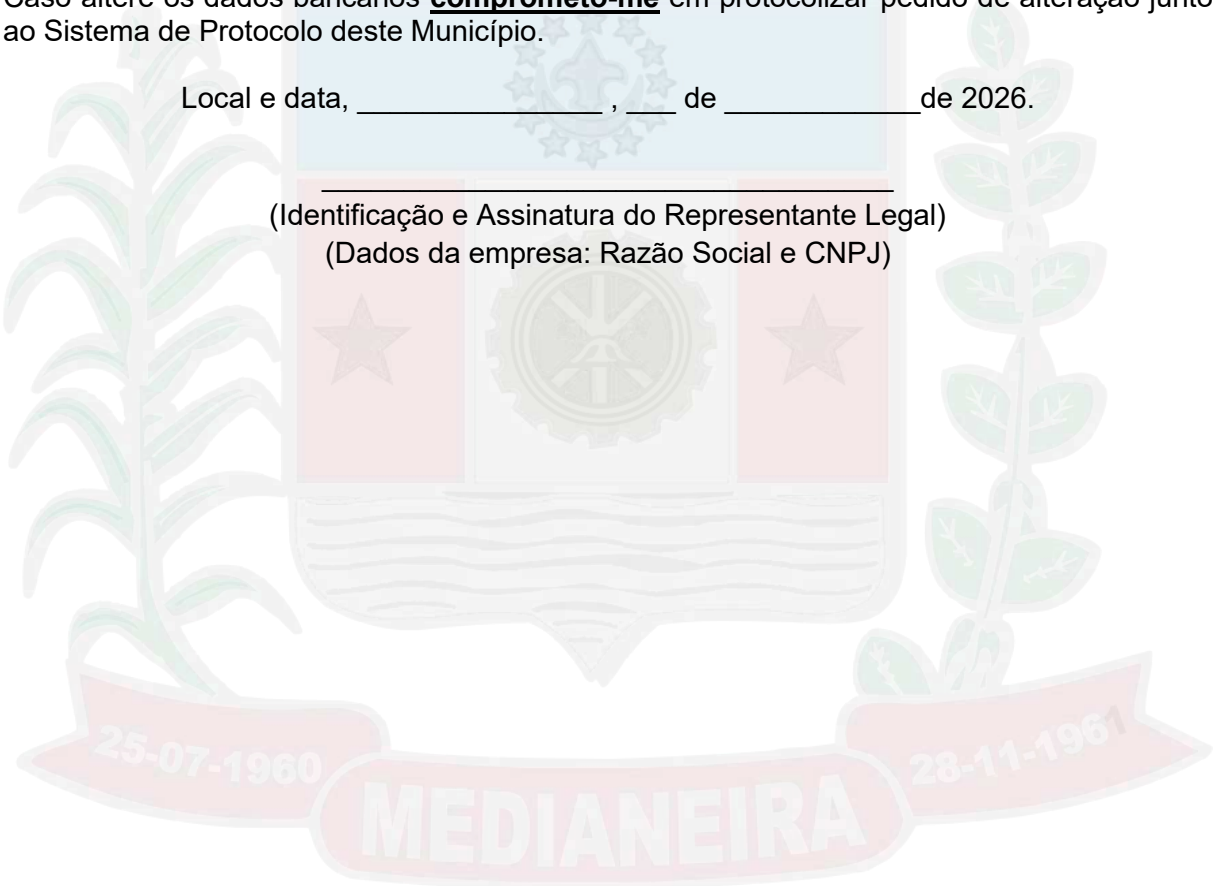 Caso altere os dados bancários comprometo-me em protocolizar pedido de alteração junto
ao Sistema de Protocolo deste Município.
Local e data, _______________ , ___ de ____________de 2026.
___________________________________
(Identificação e Assinatura do Representante Legal)
(Dados da empresa: Razão Social e CNPJ)
25-07-1960
28-11-1961
MEDIANEIRA